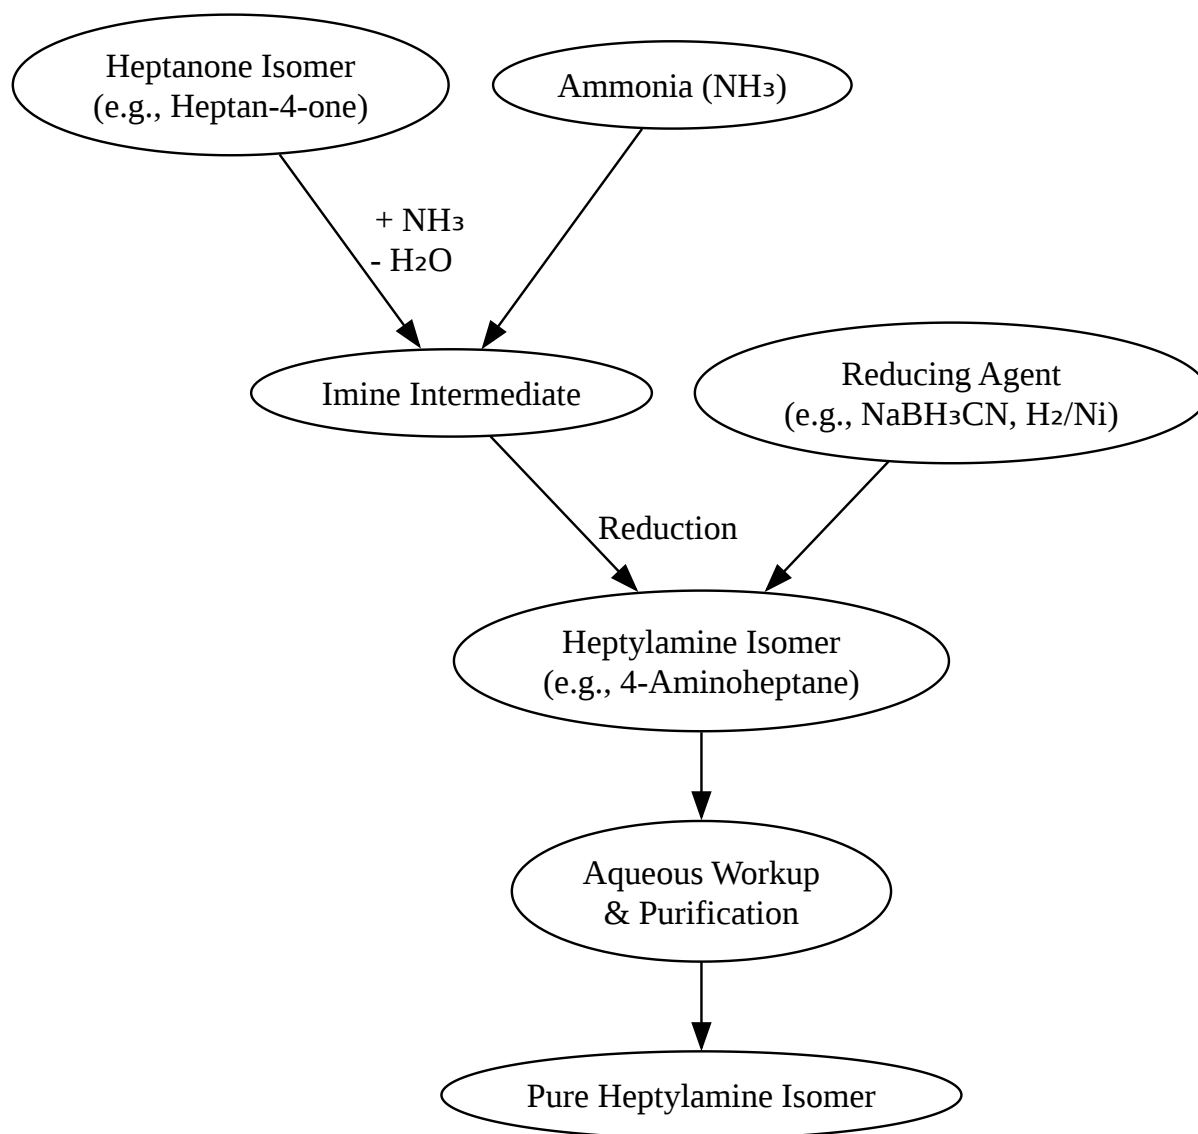 Heptanone Isomer
(e.g., Heptan-4-one)
Ammonia (NH₃)
+ NH₃
- H₂O
Imine Intermediate
Reducing Agent
(e.g., NaBH₃CN, H₂/Ni)
Reduction
Heptylamine Isomer
(e.g., 4-Aminoheptane)
Aqueous Workup
& Purification
Pure Heptylamine Isomer